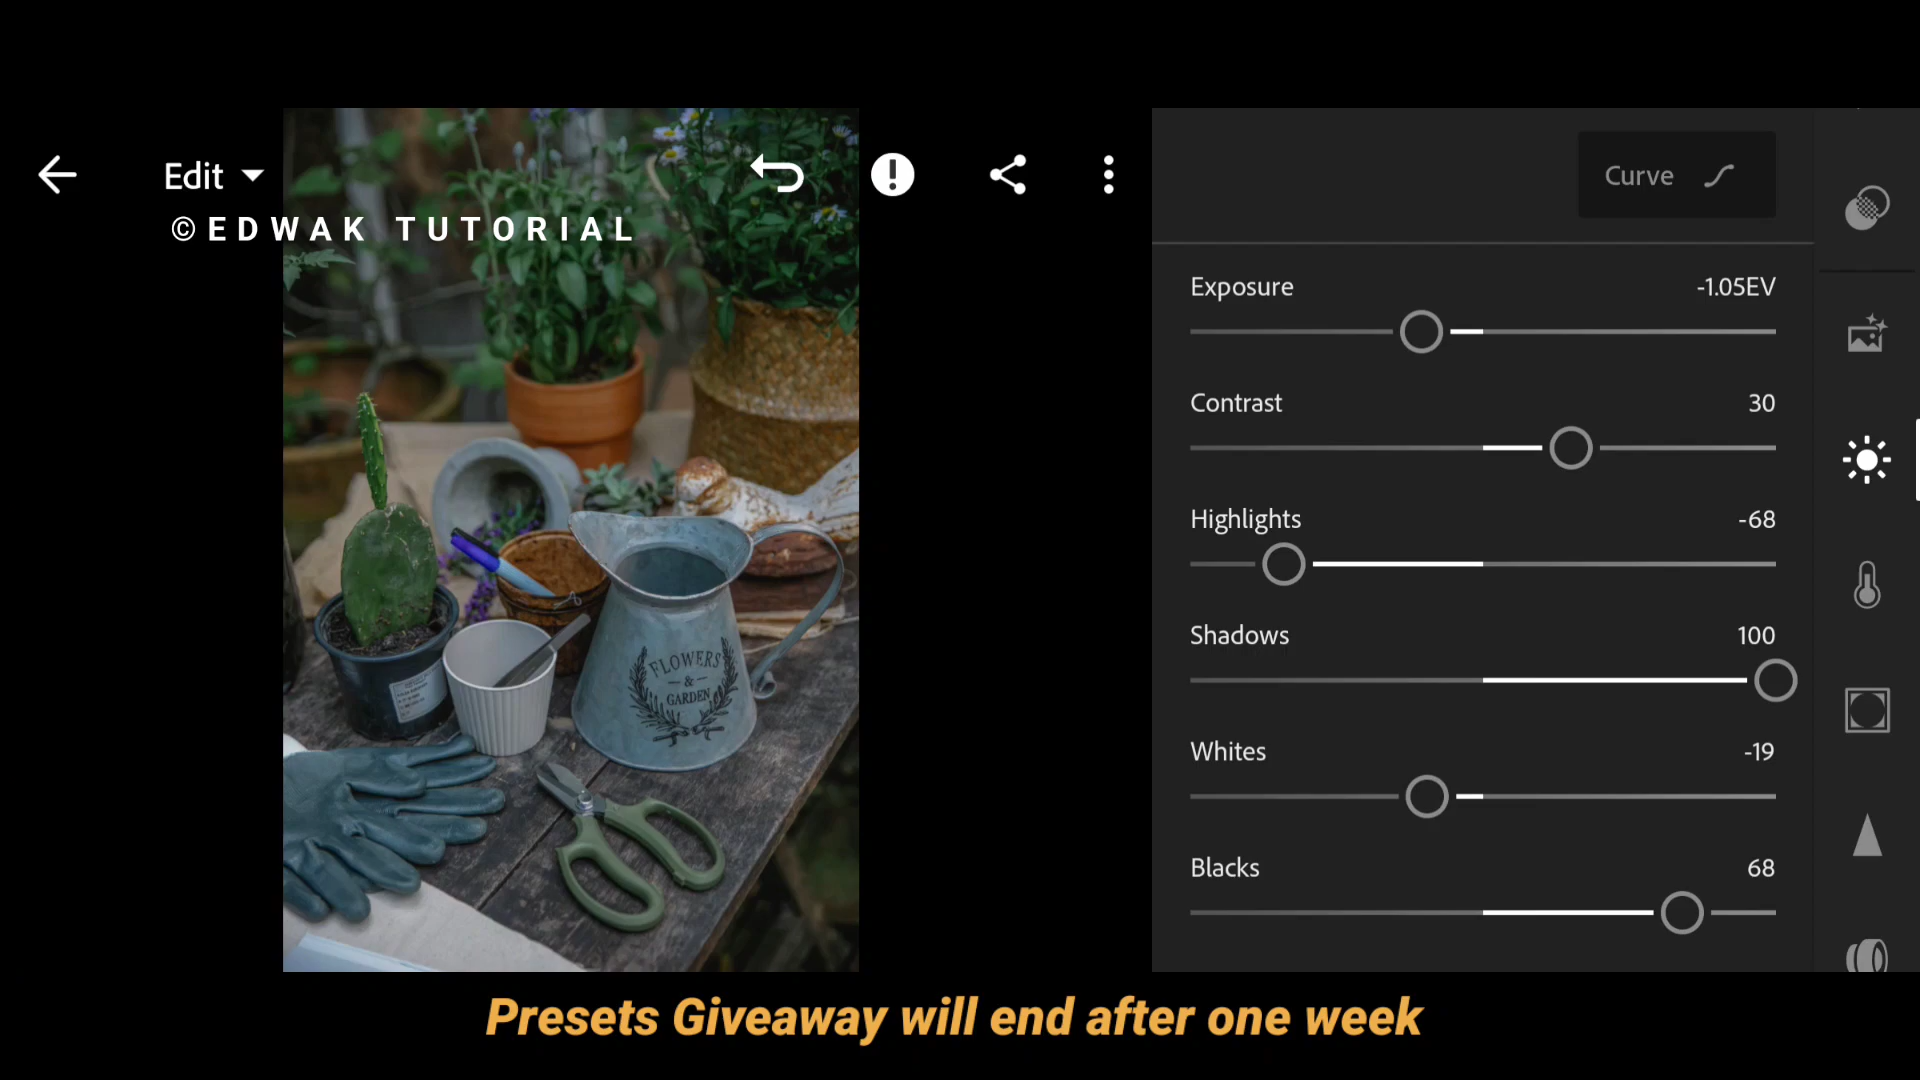 Edit
©EDWAK TUTORIAL
FLOWERS
&
GARDEN
Curve
Exposure -1.05EV
Contrast 30
Highlights -68
Shadows 100
Whites -19
Blacks 68
Presets Giveaway will end after one week